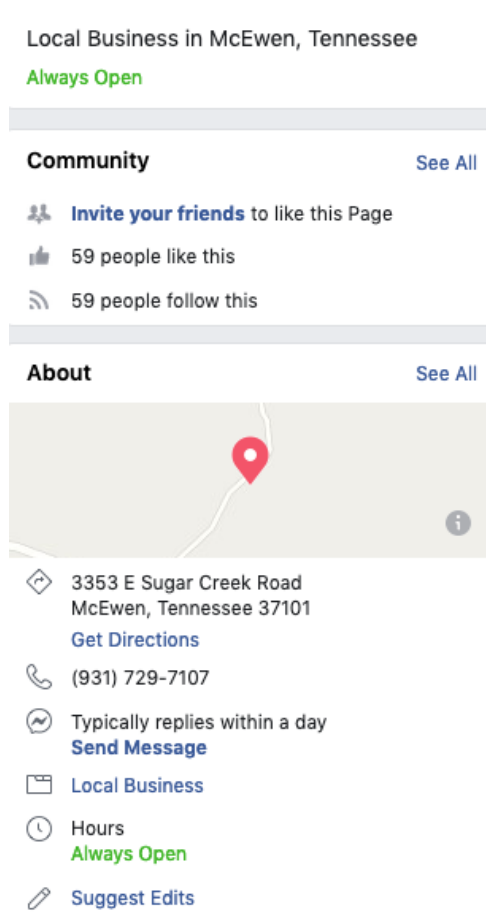 Local Business in McEwen, Tennessee
Always Open
Community
See All
Invite your friends to like this Page
59 people like this
59 people follow this
About
See All
3353 E Sugar Creek Road
McEwen, Tennessee 37101
Get Directions
(931) 729-7107
Typically replies within a day
Send Message
Local Business
Hours
Always Open
Suggest Edits